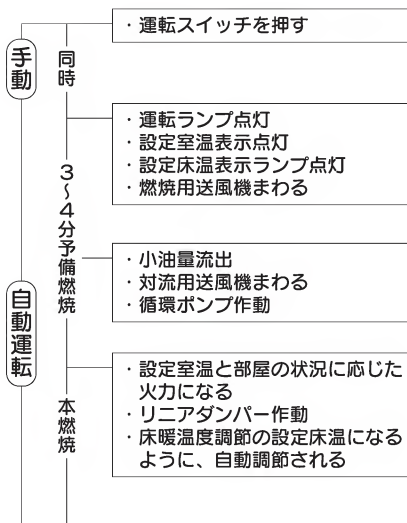 ・運転スイッチを押す
手動
同時
・運転ランプ点灯
・設定室温表示点灯
・設定床温表示ランプ点灯
・燃焼用送風機まわる
3～4分予備燃焼
・小油量流出
・対流用送風機まわる
・循環ポンプ作動
自動運転
・設定室温と部屋の状況に応じた
火力になる
・リニアダンパー作動
・床暖温度調節の設定床温になる
ように、自動調節される
本燃焼